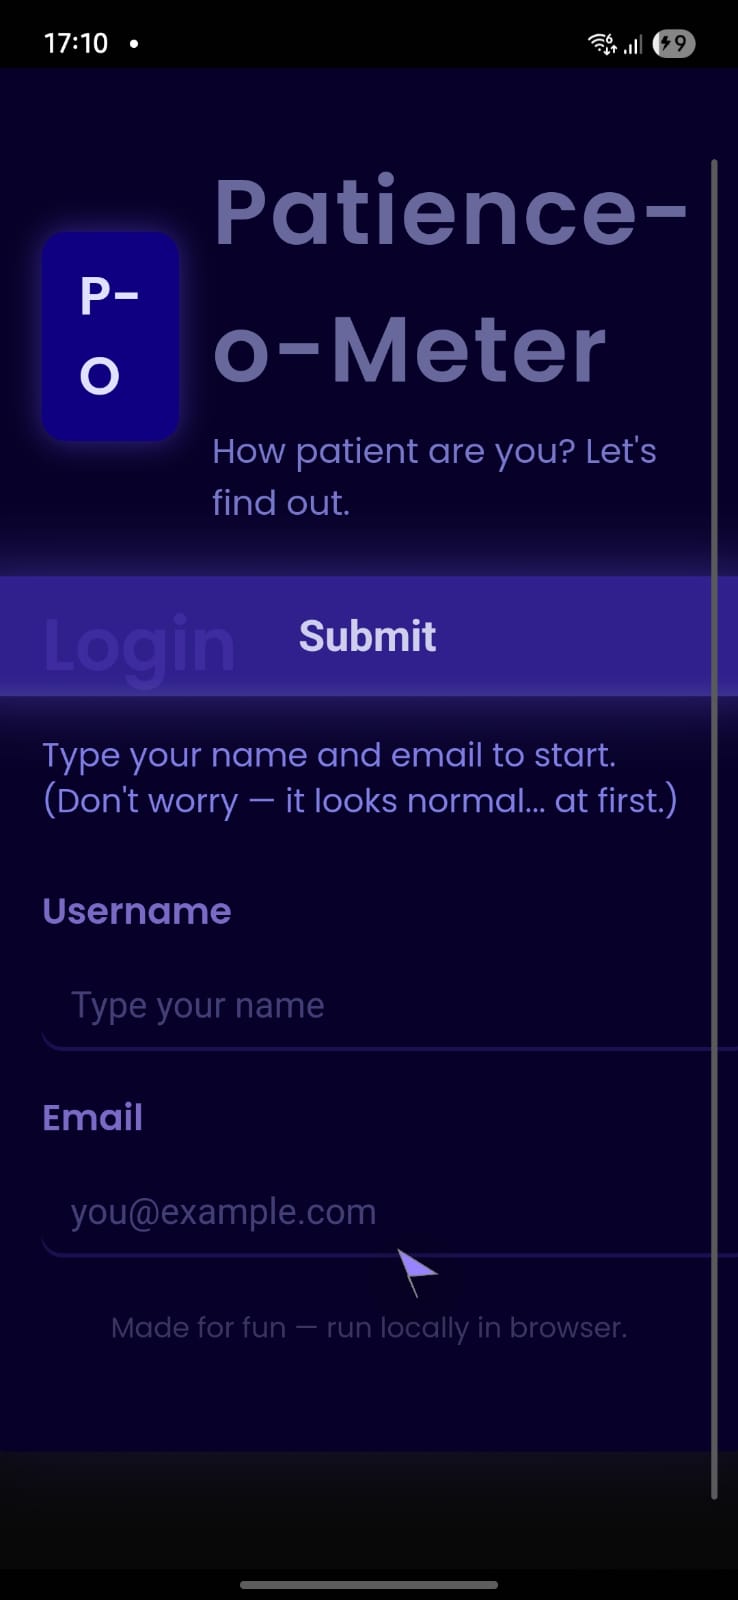 17:10
6
9
Patience-
o-Meter
P-
O
How patient are you? Let's
find out.
Login
Submit
Type your name and email to start.
(Don't worry — it looks normal... at first.)
Username
Type your name
Email
you@example.com
Made for fun — run locally in browser.